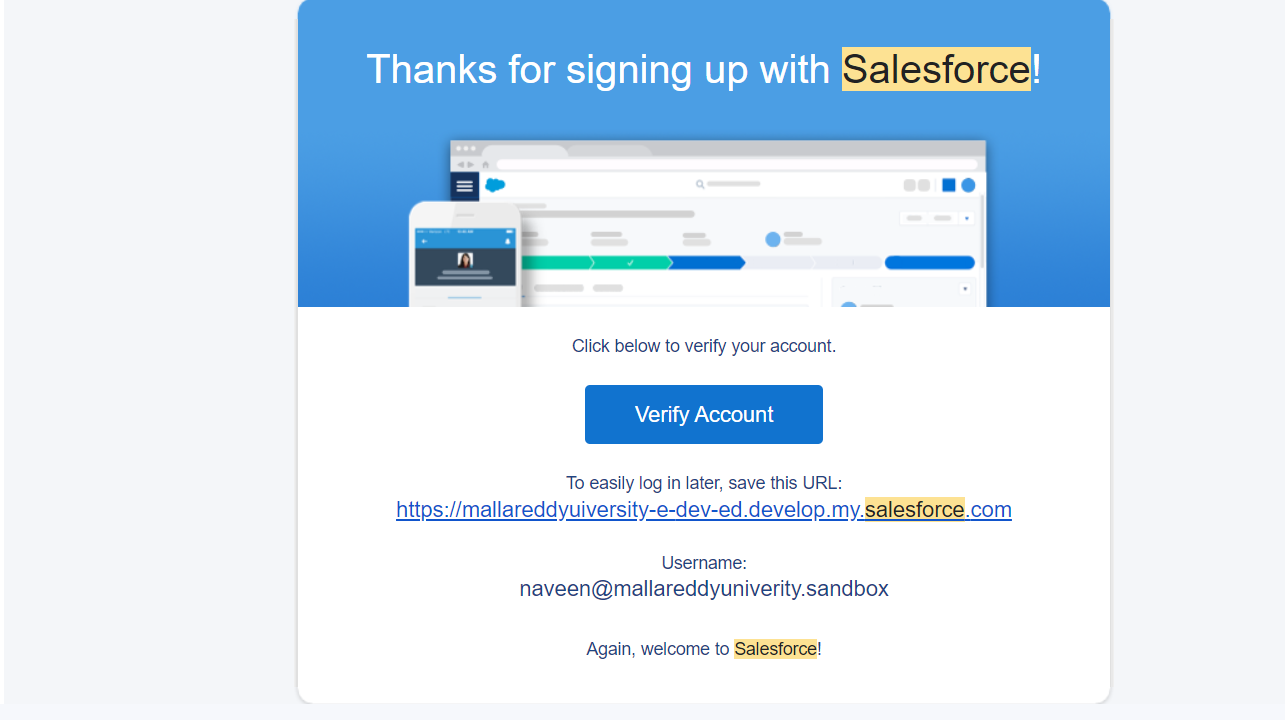 Thanks for signing up with Salesforce!
Click below to verify your account.
Verify Account
To easily log in later, save this URL:
https://mallareddyuiversity-e-dev-ed.develop.my.salesforce.com
Username:
naveen@mallareddyuniverity.sandbox
Again, welcome to Salesforce!